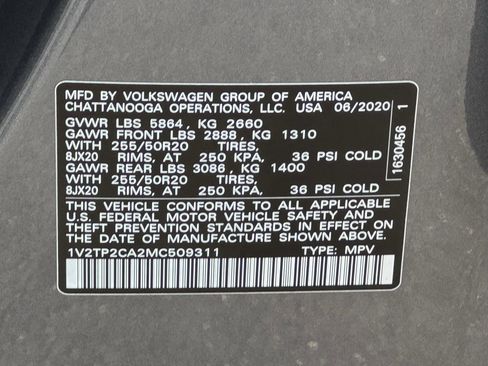 MFD BY VOLKSWAGEN GROUP OF AMERICA
CHATTANOOGA OPERATIONS, LLC. USA 06/2020
GVWR LBS 5864, KG 2660
GAWR FRONT LBS 2888, KG 1310
WITH 255/50R20 TIRES,
8JX20 RIMS, AT 250 KPA, 36 PSI COLD
GAWR REAR LBS 3086, KG 1400
WITH 255/50R20 TIRES,
8JX20 RIMS, AT 250 KPA, 36 PSI COLD
THIS VEHICLE CONFORMS TO ALL APPLICABLE
U.S. FEDERAL MOTOR VEHICLE SAFETY AND
THEFT PREVENTION STANDARDS IN EFFECT ON
THE DATE OF MANUFACTURE SHOWN ABOVE.
1V2TP2CA2MC509311 TYPE: MPV
1630456 1